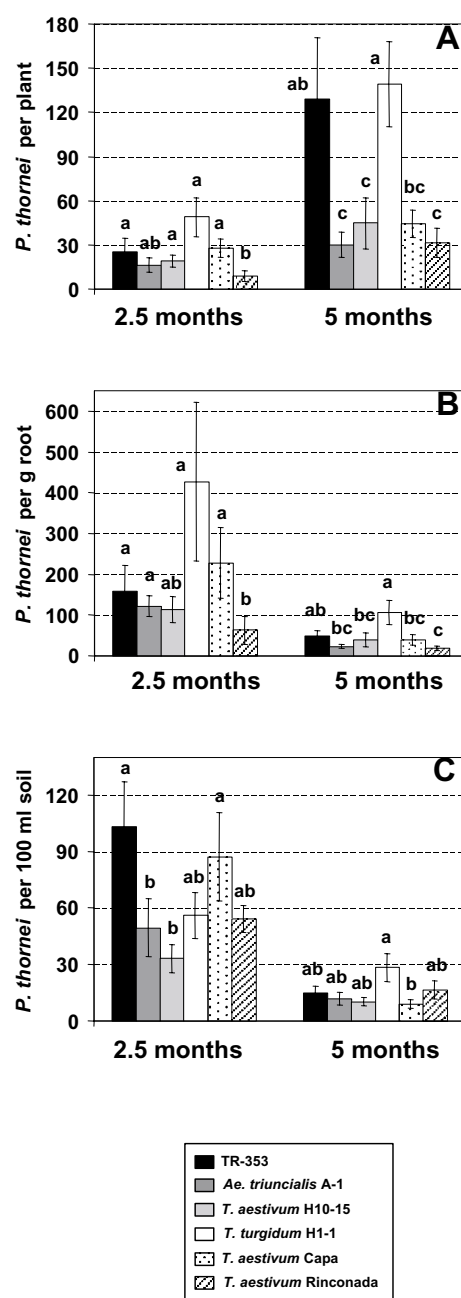 A
P. thornei per plant
180
150
120
90
60
30
0
a ab a a a b
ab c c a bc c
2.5 months 5 months
B
P. thornei per g root
600
500
400
300
200
100
0
a a ab a a b
ab bc bc a bc c
2.5 months 5 months
C
P. thornei per 100 ml soil
120
90
60
30
0
a b b ab a ab
ab ab ab a b ab
2.5 months 5 months
TR-353
Ae. triuncialis A-1
T. aestivum H10-15
T. turgidum H1-1
T. aestivum Capa
T. aestivum Rinconada